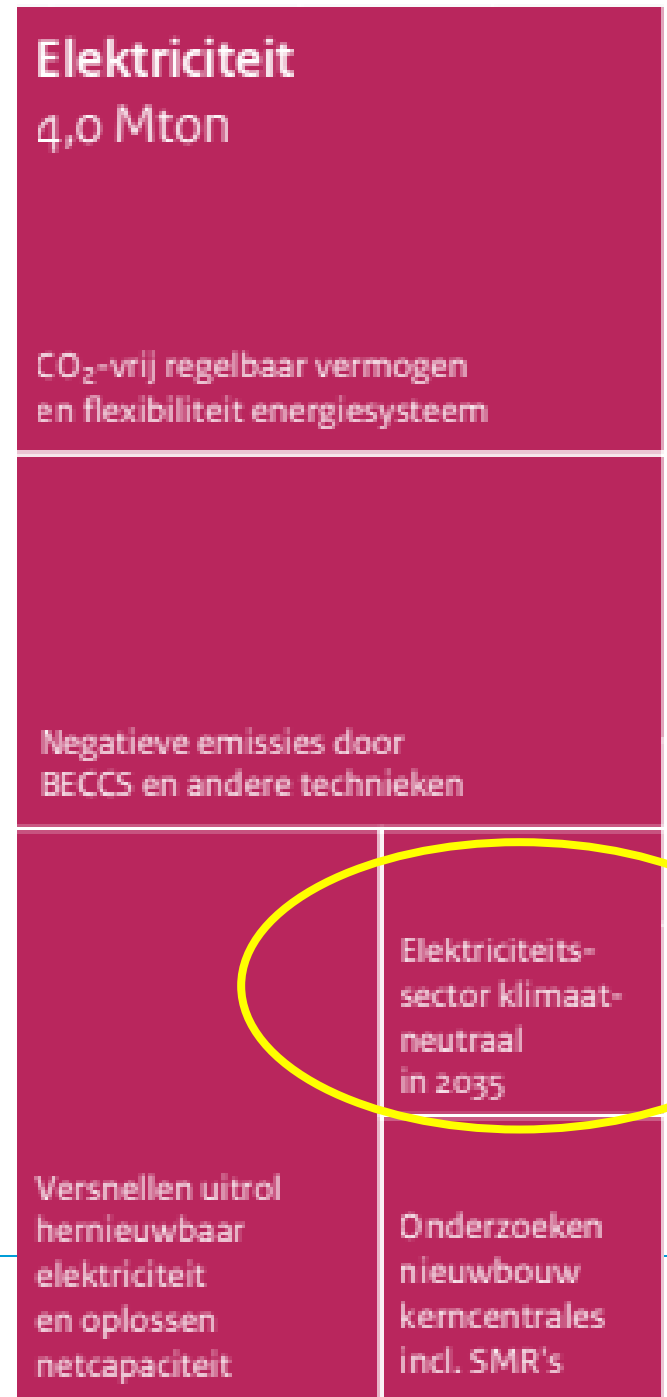 Elektriciteit
4,0 Mton
CO₂-vrij regelbaar vermogen
en flexibiliteit energiesysteem
Negatieve emissies door
BECCS en andere technieken
Elektriciteits-
sector klimaat-
neutraal
in 2035
Versnellen uitrol
hernieuwbaar
elektriciteit
en oplossen
netcapaciteit
Onderzoeken
nieuwbouw
kerncentrales
incl. SMR's